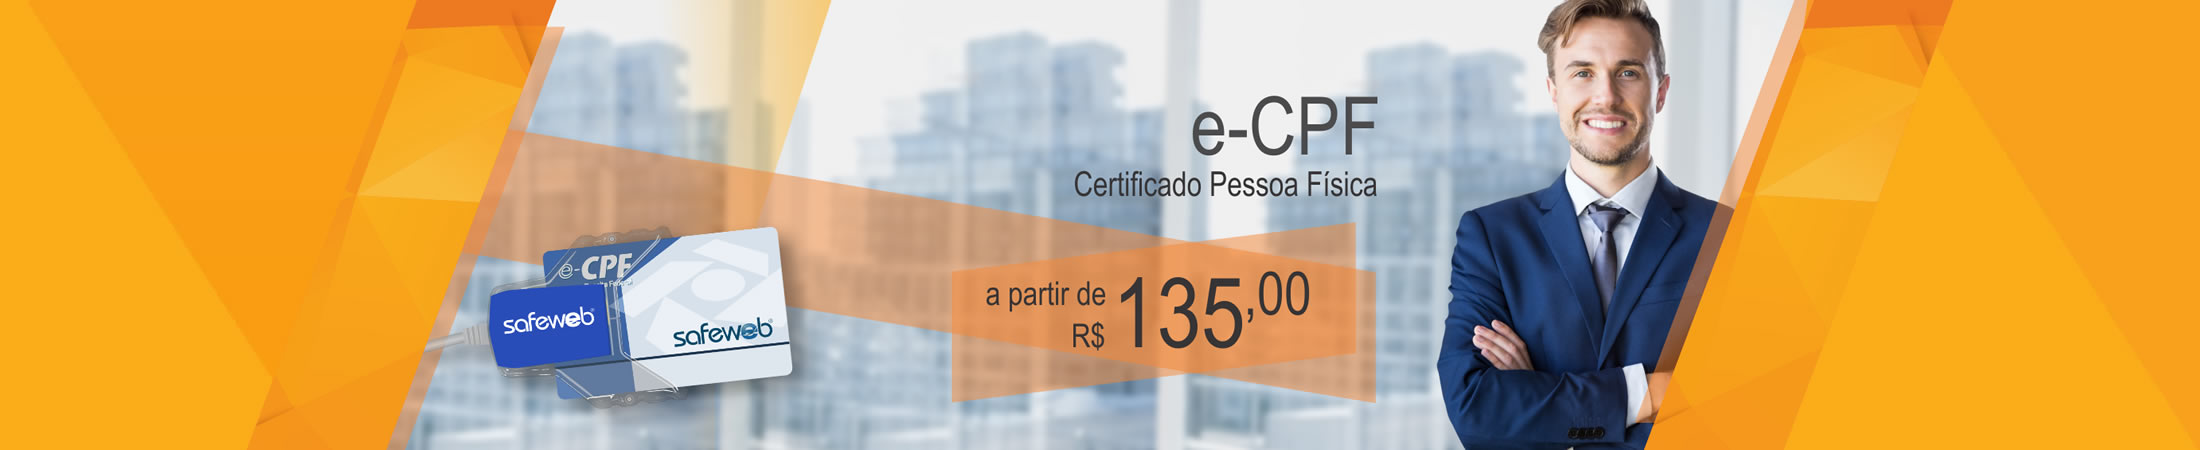 e-CPF
Certificado Pessoa Física
a partir de
R$ 135,00
e-CPF
safeweb®
safeweb®